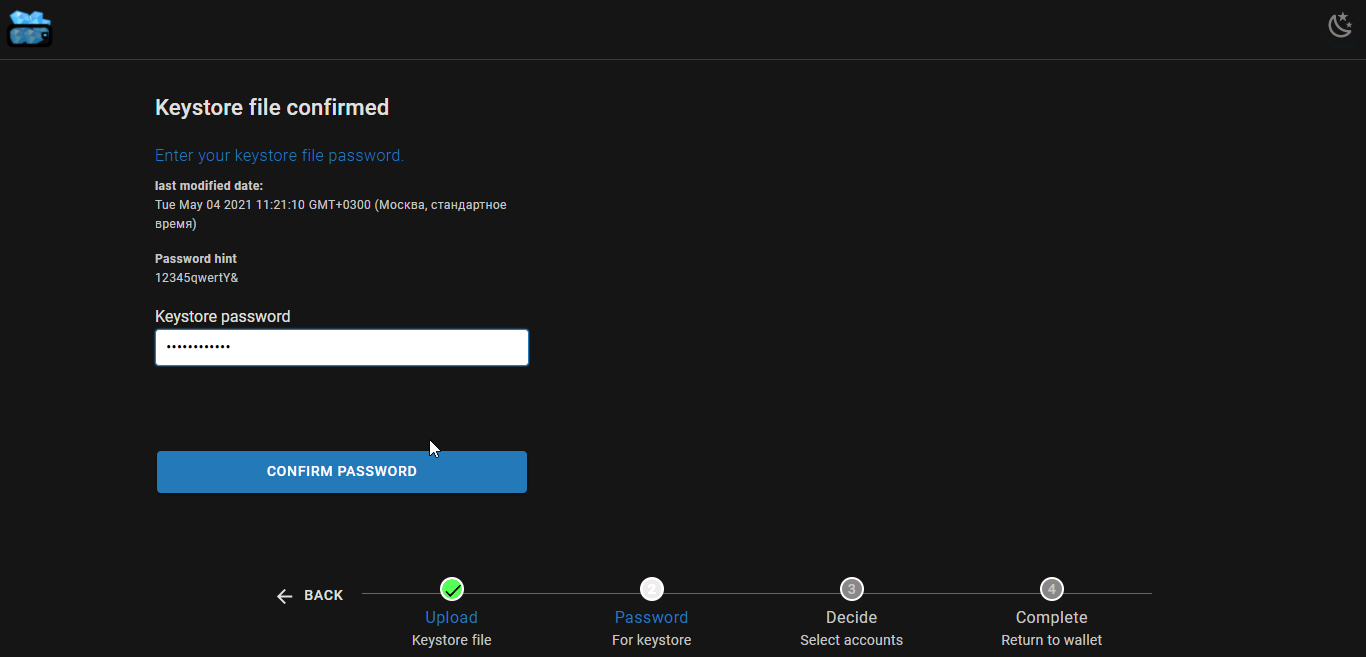 Keystore file confirmed
Enter your keystore file password.
last modified date:
Tue May 04 2021 11:21:10 GMT+0300 (Москва, стандартное
время)
Password hint
12345qwertY&
Keystore password
••••••••••••
CONFIRM PASSWORD
BACK
2
3
4
Upload
Password
Decide
Complete
Keystore file
For keystore
Select accounts
Return to wallet